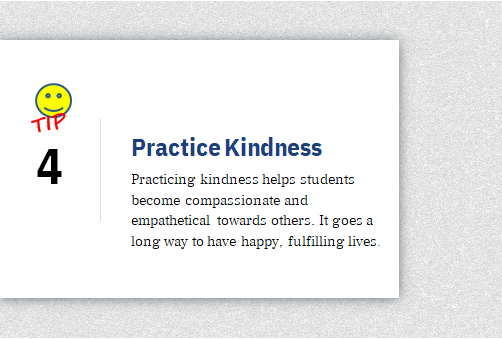 TIP
4
Practice Kindness
Practicing kindness helps students
become compassionate and
empathetical towards others. It goes a
long way to have happy, fulfilling lives.